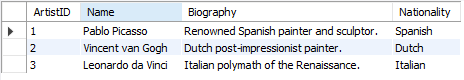 ArtistID Name Biography Nationality
1 Pablo Picasso Renowned Spanish painter and sculptor. Spanish
2 Vincent van Gogh Dutch post-impressionist painter. Dutch
3 Leonardo da Vinci Italian polymath of the Renaissance. Italian